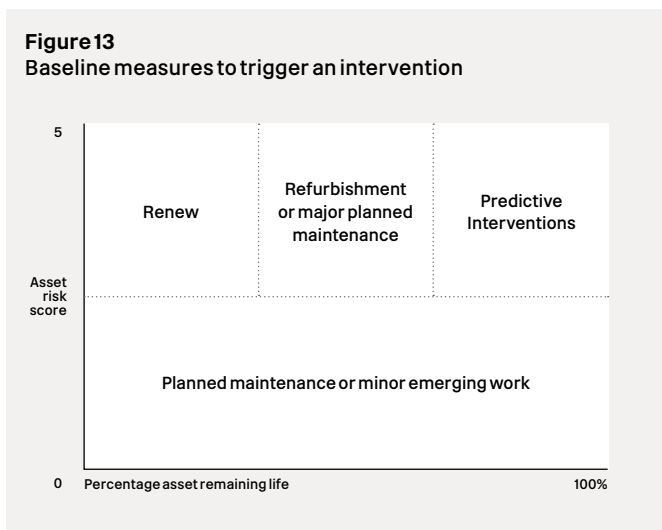 Figure 13
Baseline measures to trigger an intervention
5
Renew
Refurbishment
or major planned
maintenance
Predictive
Interventions
Asset
risk
score
Planned maintenance or minor emerging work
0
Percentage asset remaining life
100%